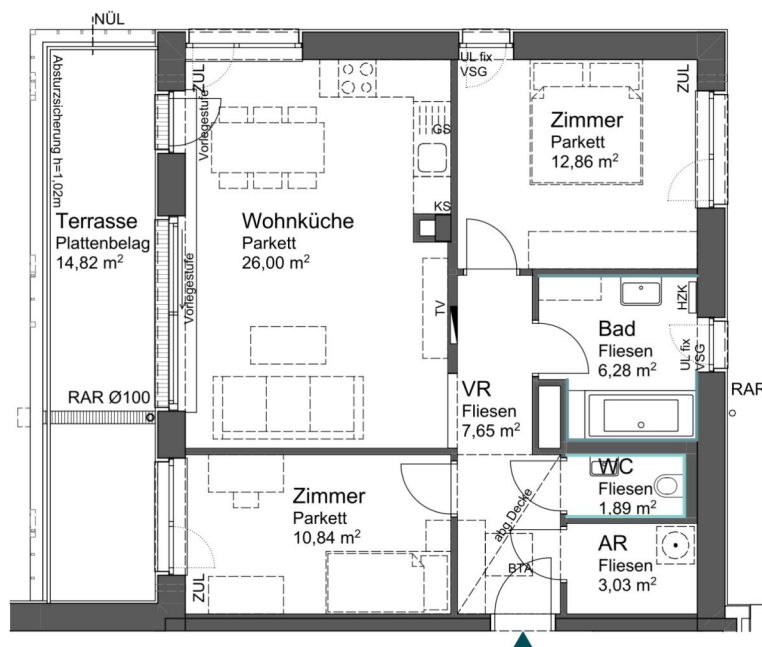 NÜL
Absturzsicherung h=1,02m
ZUL
Vorlegestufe
UL fix
VSG
ZUL
GS
KS
Zimmer
Parkett
12,86 m²
Terrasse
Plattenbelag
14,82 m²
Wohnküche
Parkett
26,00 m²
Vorlegestufe
TV
HZK
Bad
Fliesen
6,28 m²
UL fix
VSG
RAR Ø100
RAR
VR
Fliesen
7,65 m²
Zimmer
Parkett
10,84 m²
ZUL
abg.Decke
BTA
WC
Fliesen
1.89 m²
AR
Fliesen
3,03 m²